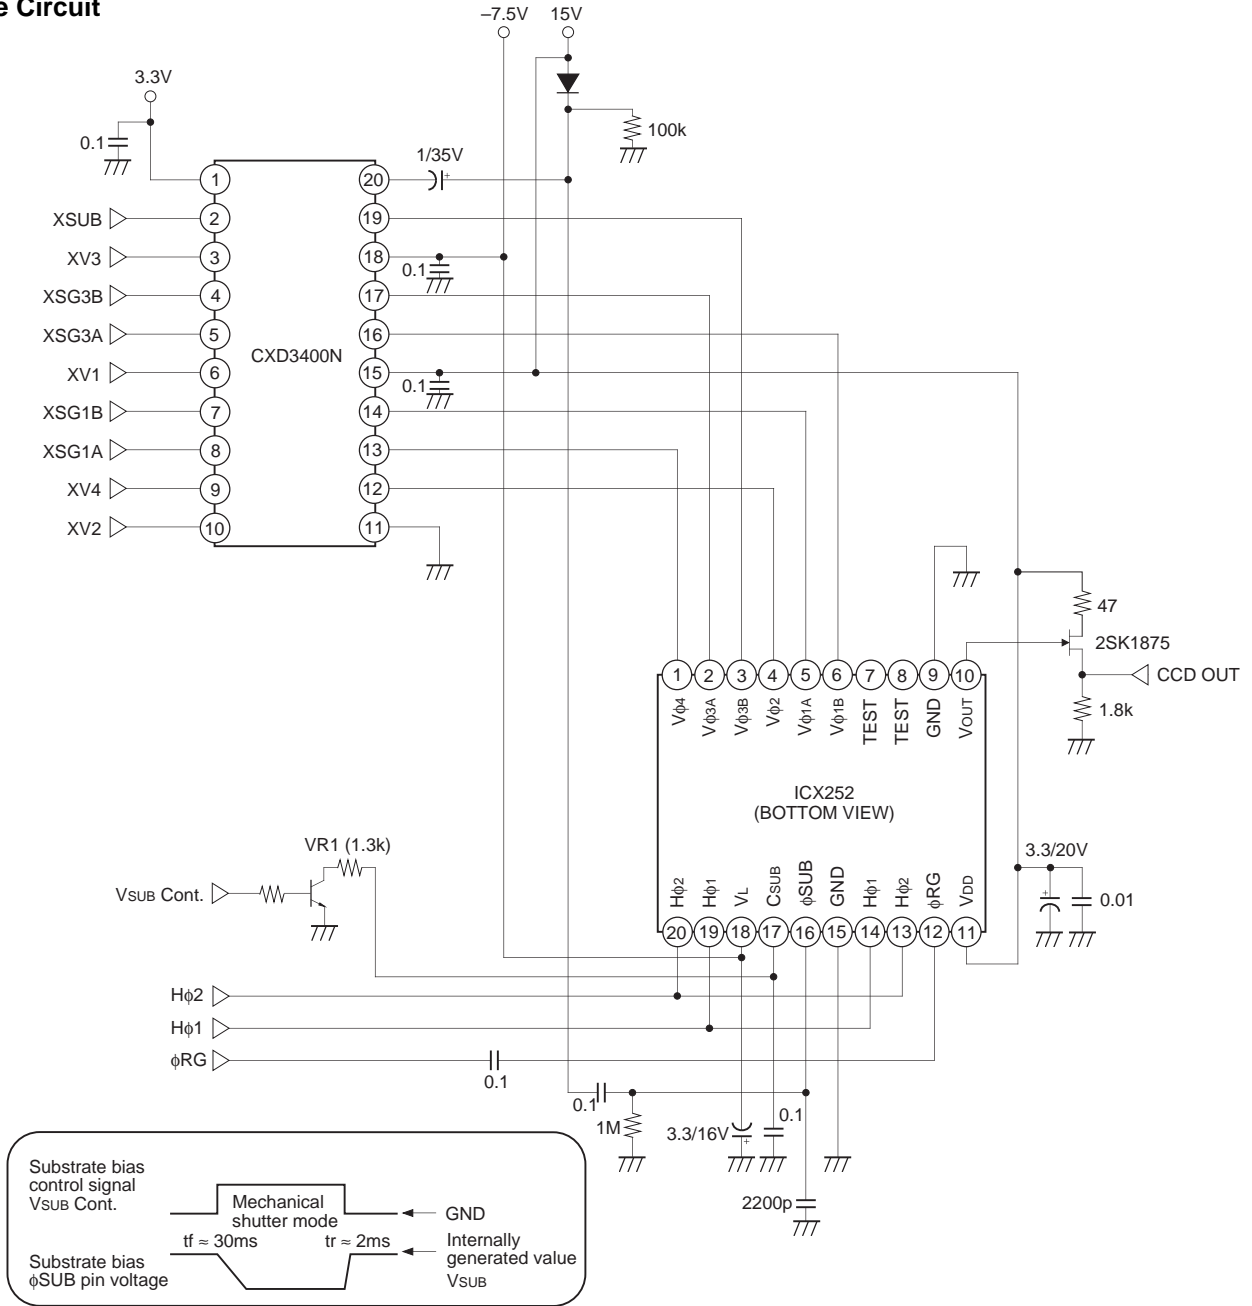 e Circuit
–7.5V
15V
3.3V
0.1
100k
1/35V
1
20
XSUB
2
19
XV3
3
18
0.1
XSG3B
4
17
XSG3A
5
16
CXD3400N
XV1
6
15
0.1
XSG1B
7
14
XSG1A
8
13
XV4
9
12
XV2
10
11
47
2SK1875
CCD OUT
1.8k
1
2
3
4
5
6
7
8
9
10
Vϕ4
Vϕ3A
Vϕ3B
Vϕ2
Vϕ1A
Vϕ1B
TEST
TEST
GND
VOUT
ICX252
(BOTTOM VIEW)
VR1 (1.3k)
VSUB Cont.
3.3/20V
0.01
Hϕ2
Hϕ1
VL
CSUB
ϕSUB
GND
Hϕ1
Hϕ2
ϕRG
VDD
20
19
18
17
16
15
14
13
12
11
Hϕ2
Hϕ1
ϕRG
0.1
0.1
1M
3.3/16V
0.1
2200p
Substrate bias
control signal
VSUB Cont.
Mechanical
shutter mode
GND
tf ≈ 30ms
tr ≈ 2ms
Internally
generated value
VSUB
Substrate bias
ϕSUB pin voltage